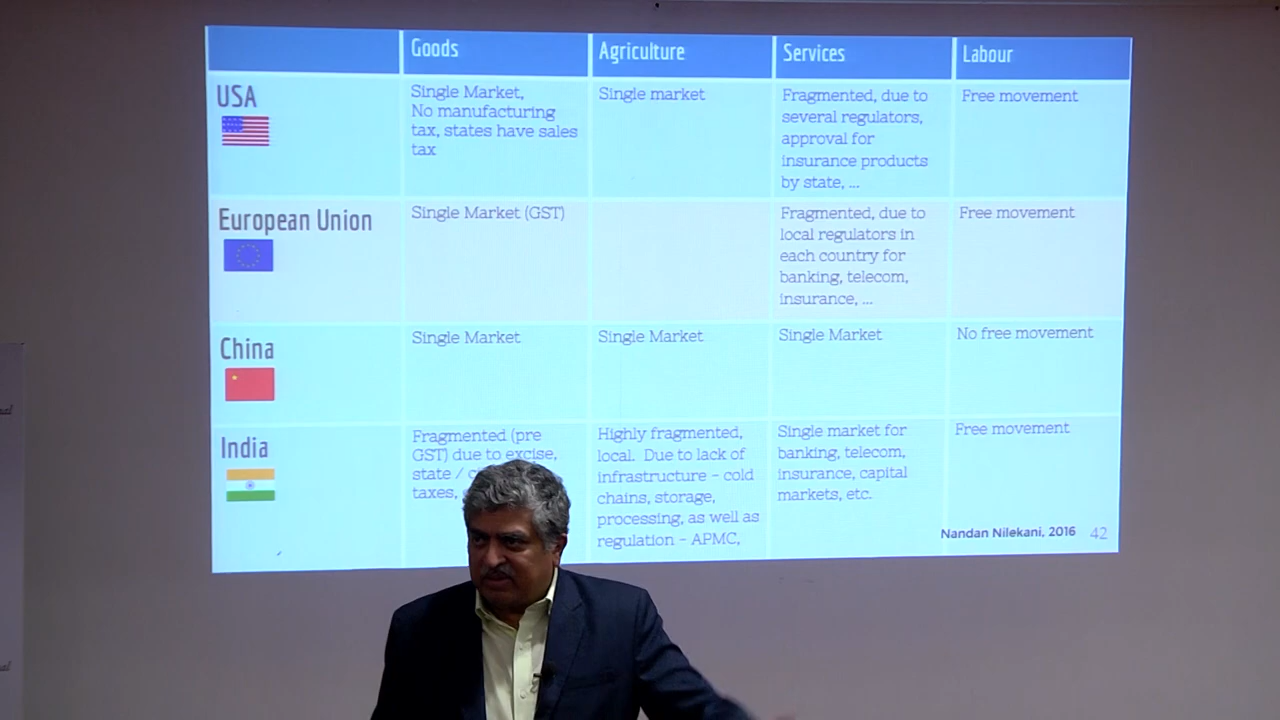 Goods
Agriculture
Services
Labour
USA
Single Market,
No manufacturing
tax, states have sales
tax
Single market
Fragmented, due to
several regulators,
approval for
insurance products
by state, ...
Free movement
European Union
Single Market (GST)
Fragmented, due to
local regulators in
each country for
banking, telecom,
insurance, ...
Free movement
China
Single Market
Single Market
Single Market
No free movement
India
Fragmented (pre
GST) due to excise,
state /
taxes,
Highly fragmented,
local. Due to lack of
infrastructure – cold
chains, storage,
processing, as well as
regulation – APMC,
Single market for
banking, telecom,
insurance, capital
markets, etc.
Free movement
Nandan Nilekani, 2016 42